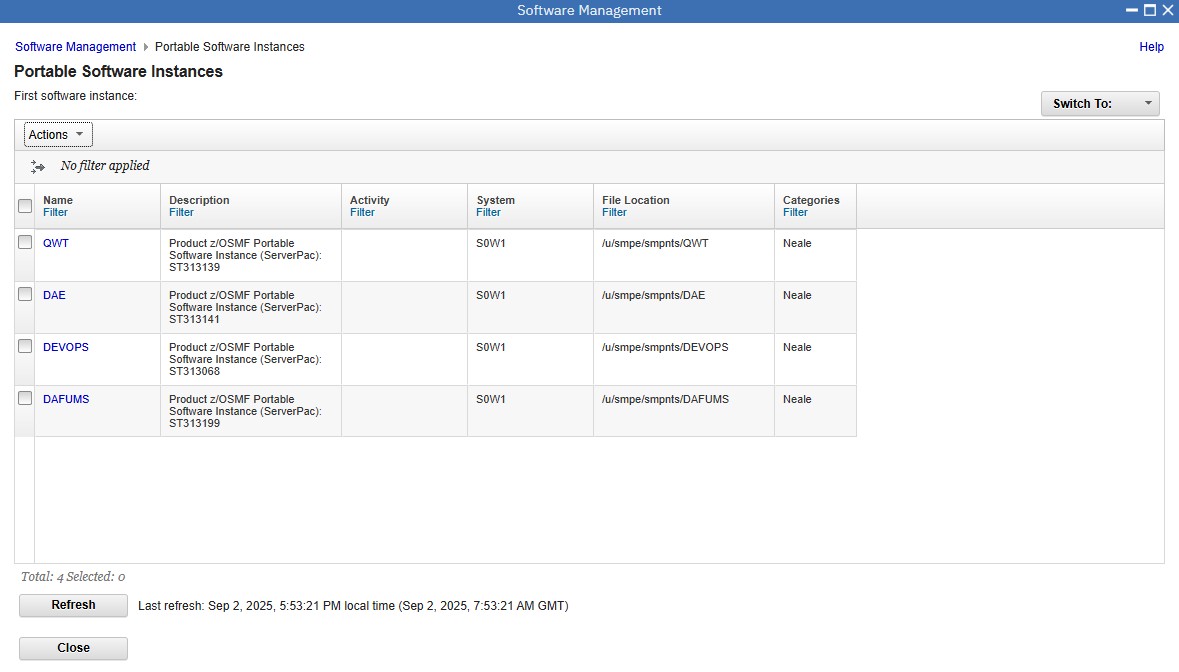 Software Management
Software Management Portable Software Instances Help
Portable Software Instances
First software instance:
Switch To:
Actions
No filter applied
Name Description Activity System File Location Categories
Filter Filter Filter Filter Filter Filter
QWT Product z/OSMF Portable S0W1 /u/smpe/smpnts/QWT Neale
Software Instance (ServerPac):
ST313139
DAE Product z/OSMF Portable S0W1 /u/smpe/smpnts/DAE Neale
Software Instance (ServerPac):
ST313141
DEVOPS Product z/OSMF Portable S0W1 /u/smpe/smpnts/DEVOPS Neale
Software Instance (ServerPac):
ST313068
DAFUMS Product z/OSMF Portable S0W1 /u/smpe/smpnts/DAFUMS Neale
Software Instance (ServerPac):
ST313199
Total: 4 Selected: 0
Refresh Last refresh: Sep 2, 2025, 5:53:21 PM local time (Sep 2, 2025, 7:53:21 AM GMT)
Close